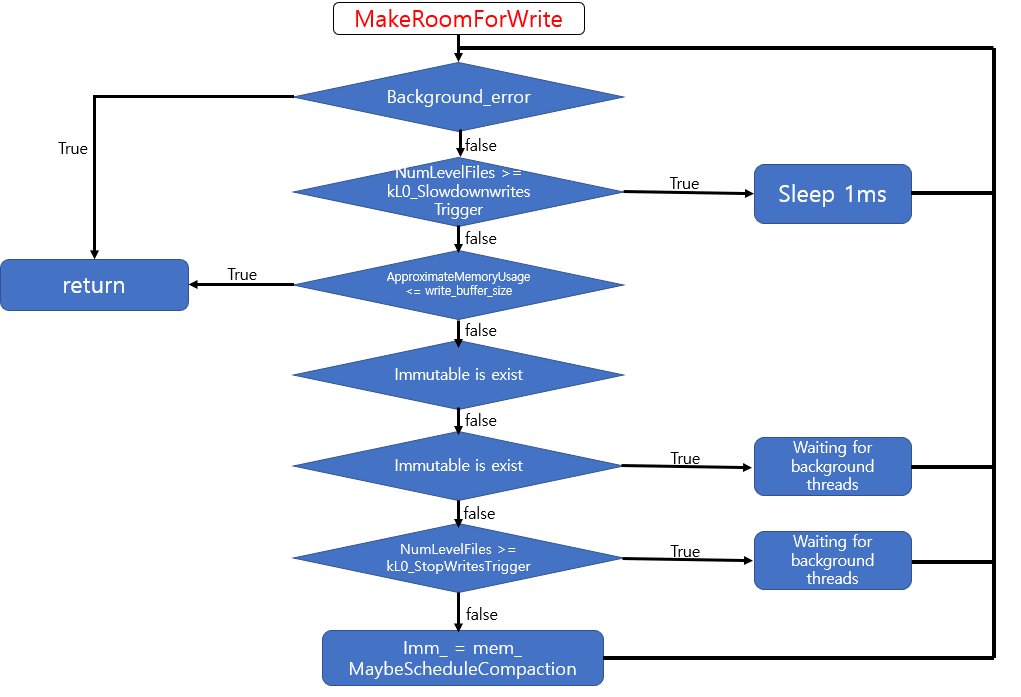 MakeRoomForWrite
Background_error
True
false
NumLevelFiles >=
kL0_Slowdownwrites
Trigger
True
Sleep 1ms
false
ApproximateMemoryUsage
<= write_buffer_size
True
return
false
Immutable is exist
false
Immutable is exist
True
Waiting for
background
threads
false
NumLevelFiles >=
kL0_StopWritesTrigger
True
Waiting for
background
threads
false
Imm_ = mem_
MaybeScheduleCompaction